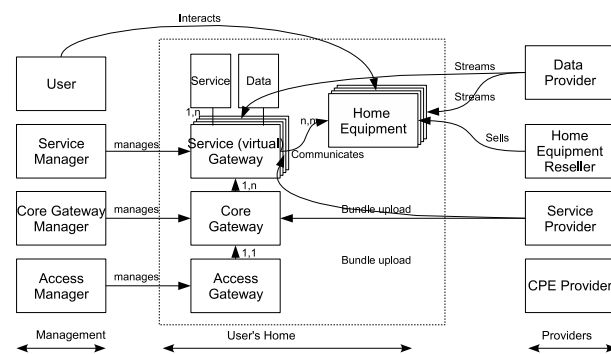 Interacts
User
Service
Data
Streams
Data
Provider
Streams
1,n
n,n
Home
Equipment
Sells
Home
Equipment
Reseller
Service
Manager
manages
Service (virtual)
Gateway
Communicates
1,n
Core Gateway
Manager
manages
Core
Gateway
Bundle upload
Service
Provider
1,1
Bundle upload
Access
Manager
manages
Access
Gateway
CPE Provider
Management
User's Home
Providers